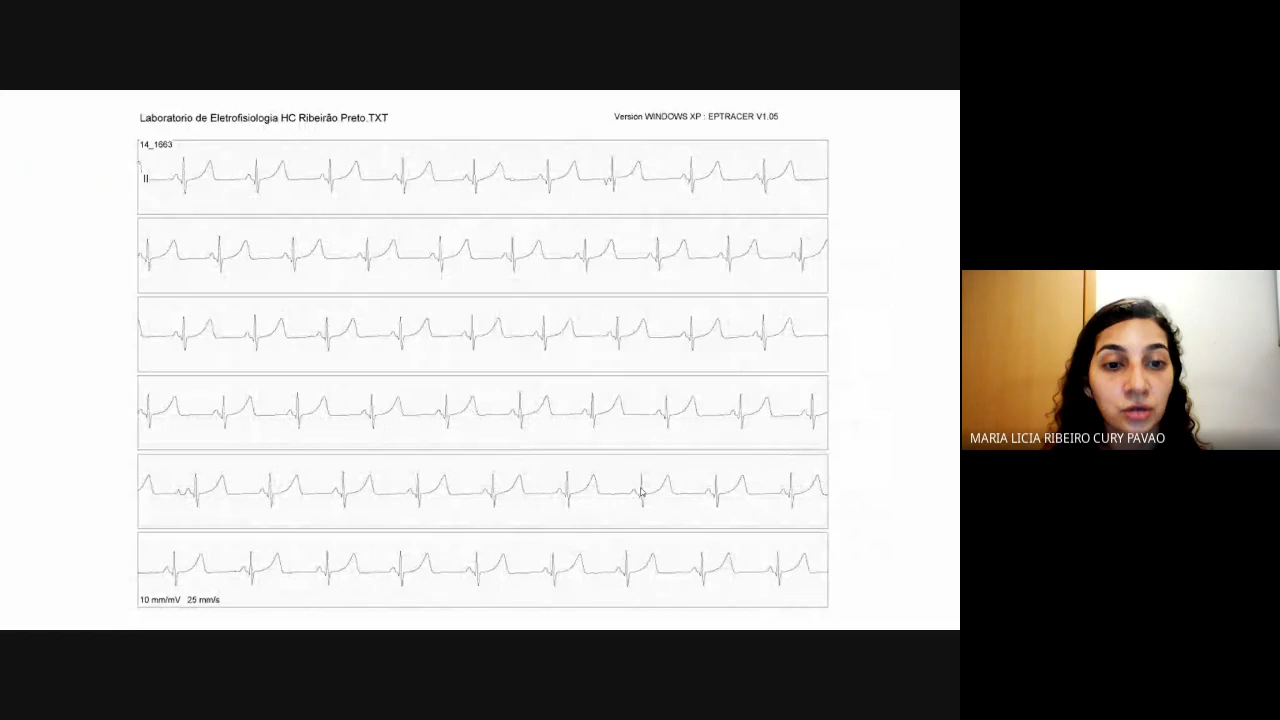 Laboratorio de Eletrofisiologia HC Ribeirão Preto.TXT
Version WINDOWS XP : EPTRACER V1.05
14_1663
II
10 mm/mV 25 mm/s
MARIA LICIA RIBEIRO CURY PAVAO